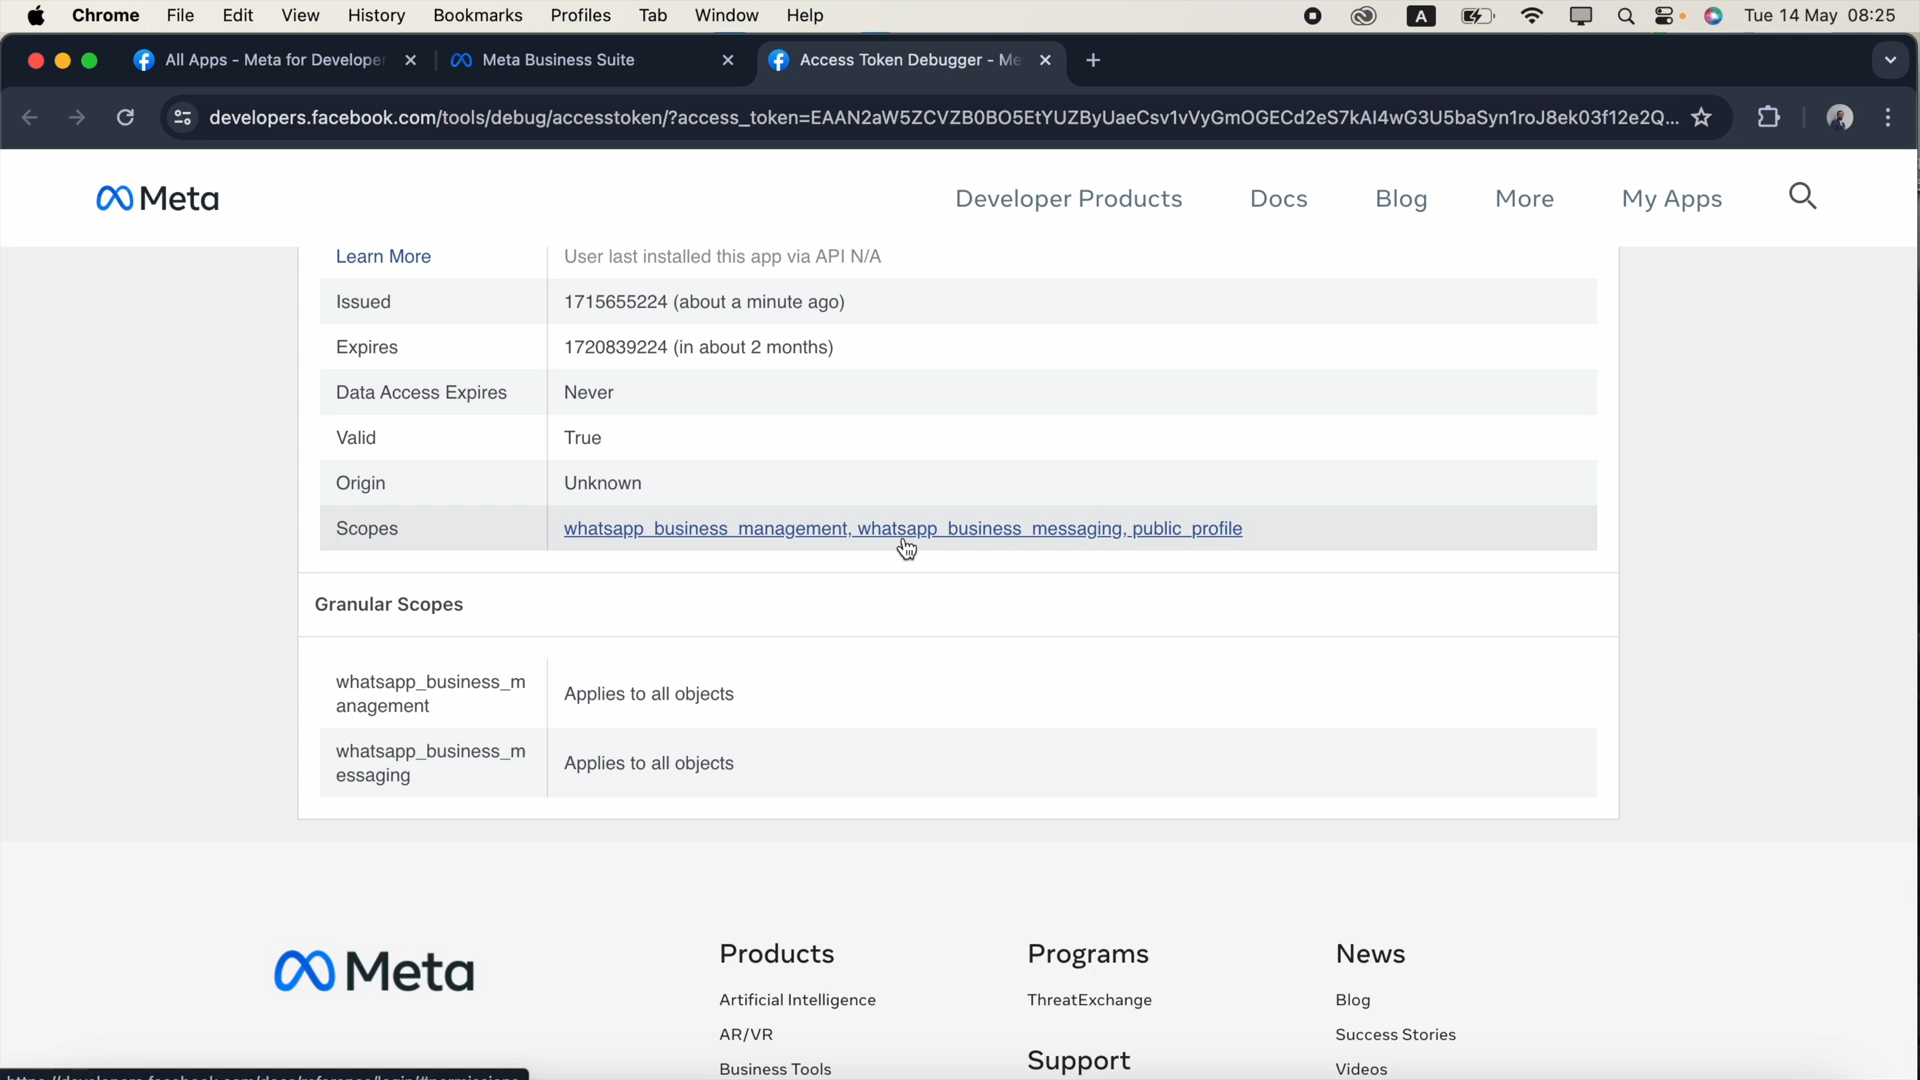 Chrome File Edit View History Bookmarks Profiles Tab Window Help A Tue 14 May 08:25
All Apps - Meta for Developer Meta Business Suite Access Token Debugger - Me
developers.facebook.com/tools/debug/accesstoken/?access_token=EAAN2aW5ZCVZB0BO5EtYUZByUaeCsv1vVyGmOGECd2eS7kAI4wG3U5baSyn1roJ8ek03f12e2Q...
Meta Developer Products Docs Blog More My Apps
Learn More User last installed this app via API N/A
Issued 1715655224 (about a minute ago)
Expires 1720839224 (in about 2 months)
Data Access Expires Never
Valid True
Origin Unknown
Scopes whatsapp_business_management, whatsapp_business_messaging, public_profile
Granular Scopes
whatsapp_business_m
anagement Applies to all objects
whatsapp_business_m
essaging Applies to all objects
Meta
Products Programs News
Artificial Intelligence ThreatExchange Blog
AR/VR Success Stories
Support
Business Tools Videos